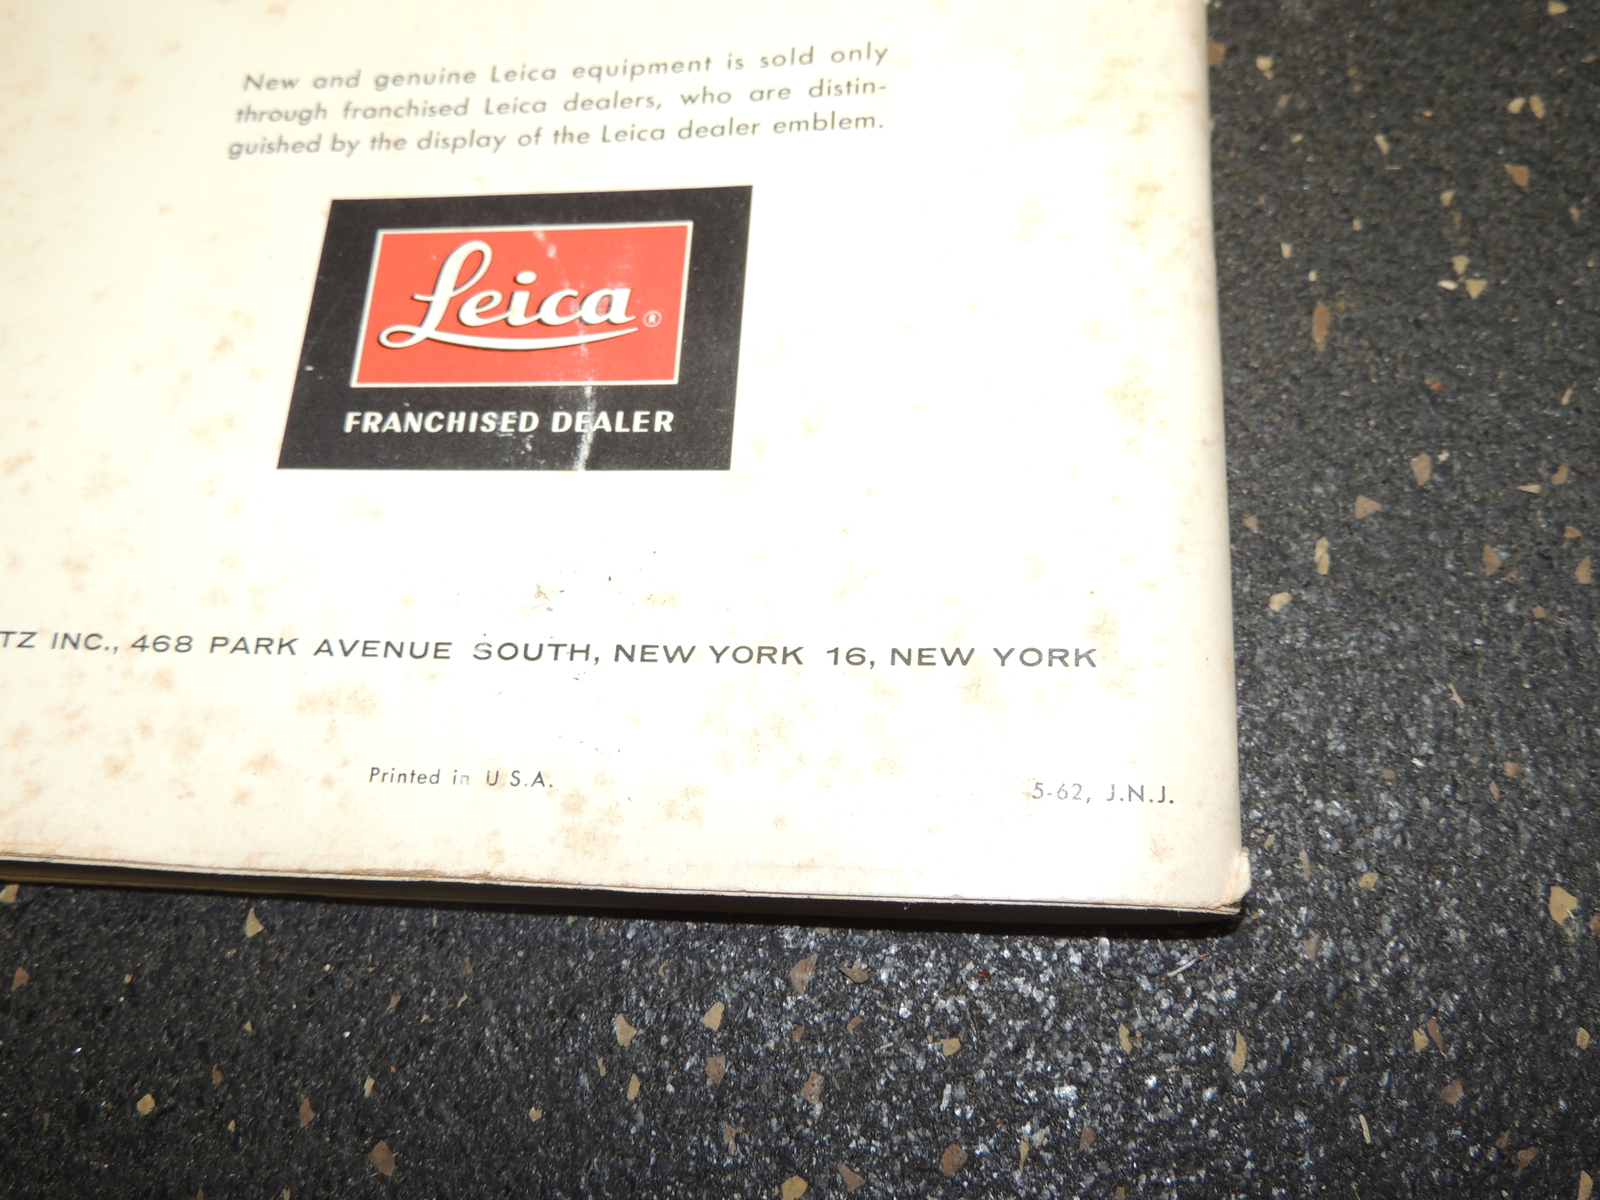 New and genuine Leica equipment is sold only
through franchised Leica dealers, who are distin-
guished by the display of the Leica dealer emblem.
Leica®
FRANCHISED DEALER
TZ INC., 468 PARK AVENUE SOUTH, NEW YORK 16, NEW YORK
Printed in U.S.A.
5-62, J.N.J.